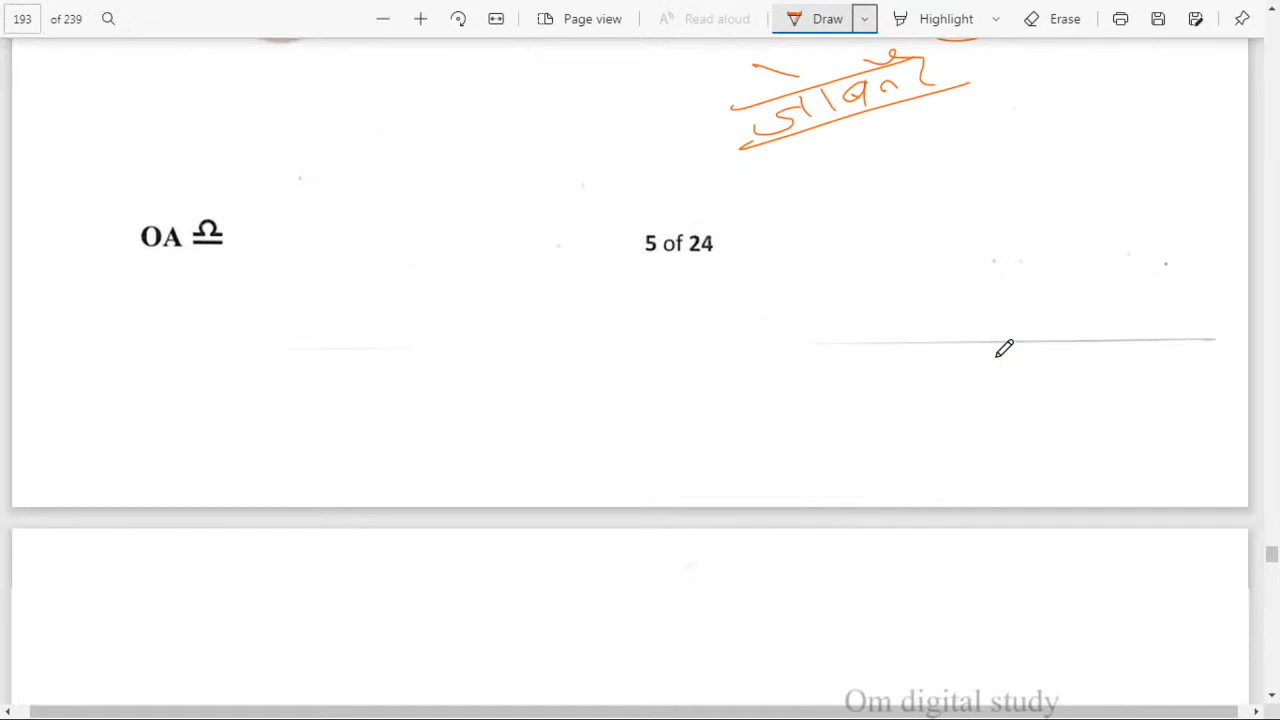 193 of 239 Page view Read aloud Draw Highlight Erase
OA ♎ 5 of 24
Om digital study